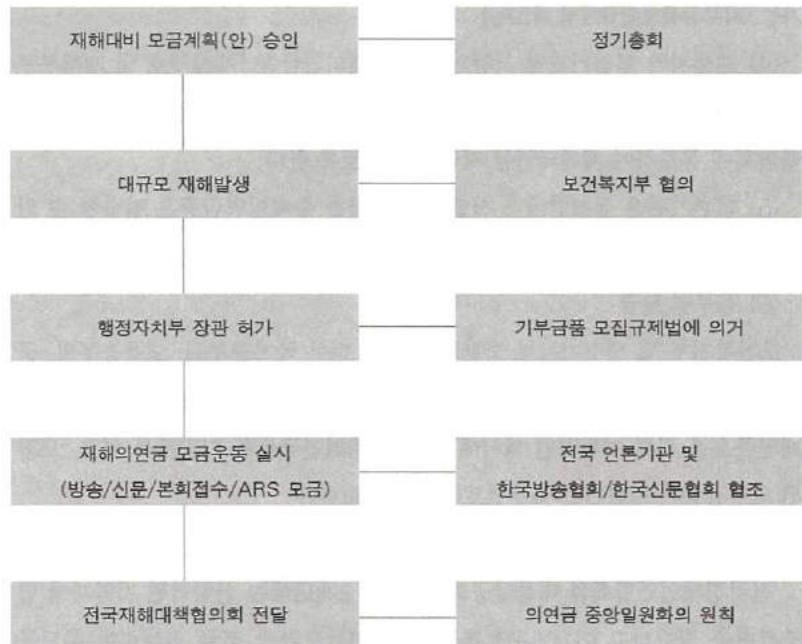 재해대비 모금계획(안) 승인
정기총회
대규모 재해발생
보건복지부 협의
행정자치부 장관 허가
기부금품 모집규제법에 의거
재해의연금 모금운동 실시
(방송/신문/본회접수/ARS 모금)
전국 언론기관 및
한국방송협회/한국신문협회 협조
전국재해대책협의회 전달
의연금 중앙일원화의 원칙